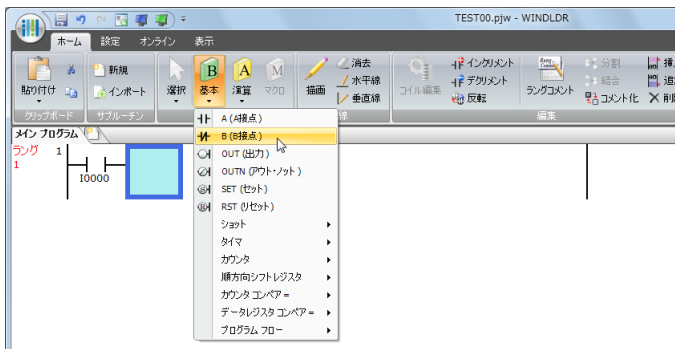 TEST00.pjw - WINDLDR
ホーム 設定 オンライン 表示
貼り付け 新規 インポート 選択 基本 演算 マクロ 描画 消去 水平線 垂直線 コイル編集 インクリメント デクリメント 反転 ラングコメント 分割 結合 コメント化 挿 追 削
クリップボード サブルーチン 線 編集
メイン プログラム
ラング 1
1
I0000
A (A接点)
B (B接点)
OUT (出力)
OUTN (アウト・ノット)
SET (セット)
RST (リセット)
ショット
タイマ
カウンタ
順方向シフトレジスタ
カウンタ コンペア =
データレジスタ コンペア =
プログラム フロー